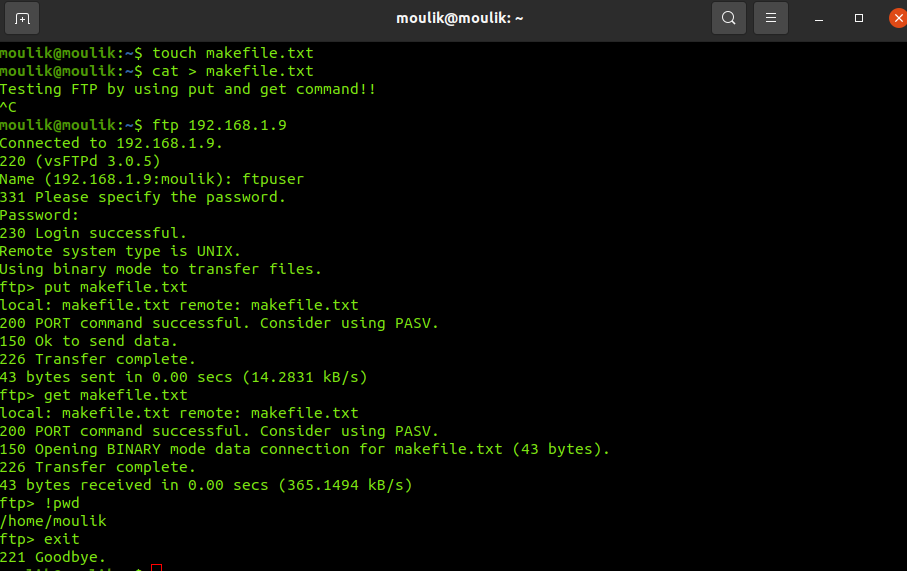 moulik@moulik: ~
moulik@moulik:~$ touch makefile.txt
moulik@moulik:~$ cat > makefile.txt
Testing FTP by using put and get command!!
^C
moulik@moulik:~$ ftp 192.168.1.9
Connected to 192.168.1.9.
220 (vsFTPd 3.0.5)
Name (192.168.1.9:moulik): ftpuser
331 Please specify the password.
Password:
230 Login successful.
Remote system type is UNIX.
Using binary mode to transfer files.
ftp> put makefile.txt
local: makefile.txt remote: makefile.txt
200 PORT command successful. Consider using PASV.
150 Ok to send data.
226 Transfer complete.
43 bytes sent in 0.00 secs (14.2831 kB/s)
ftp> get makefile.txt
local: makefile.txt remote: makefile.txt
200 PORT command successful. Consider using PASV.
150 Opening BINARY mode data connection for makefile.txt (43 bytes).
226 Transfer complete.
43 bytes received in 0.00 secs (365.1494 kB/s)
ftp> !pwd
/home/moulik
ftp> exit
221 Goodbye.
moulik@moulik:~$